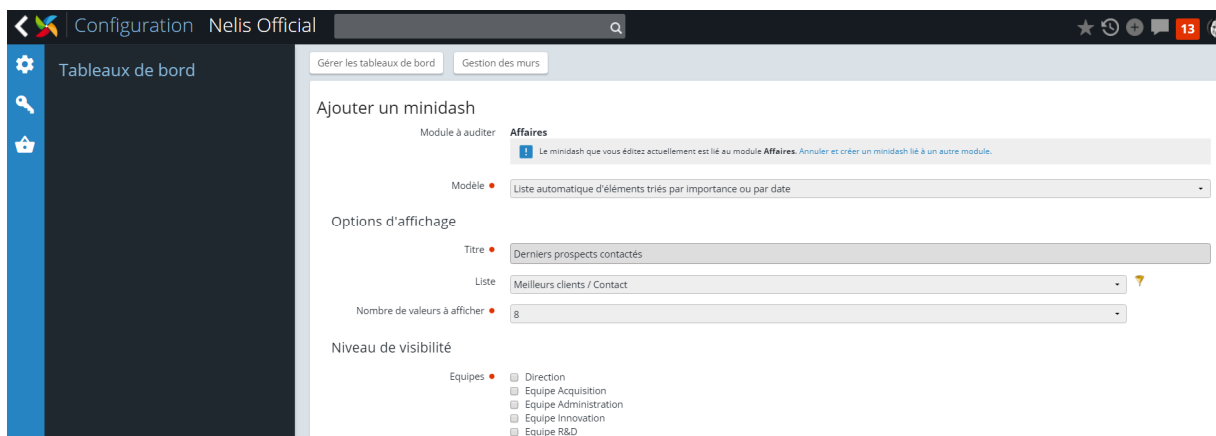 Configuration Nelis Official
13
Tableaux de bord
Gérer les tableaux de bord Gestion des murs
Ajouter un minidash
Module à auditer Affaires
! Le minidash que vous éditez actuellement est lié au module Affaires. Annuler et créer un minidash lié à un autre module.
Modèle Liste automatique d'éléments triés par importance ou par date
Options d'affichage
Titre Derniers prospects contactés
Liste Meilleurs clients / Contact
Nombre de valeurs à afficher 8
Niveau de visibilité
Equipes Direction
Equipe Acquisition
Equipe Administration
Equipe Innovation
Equipe R&D